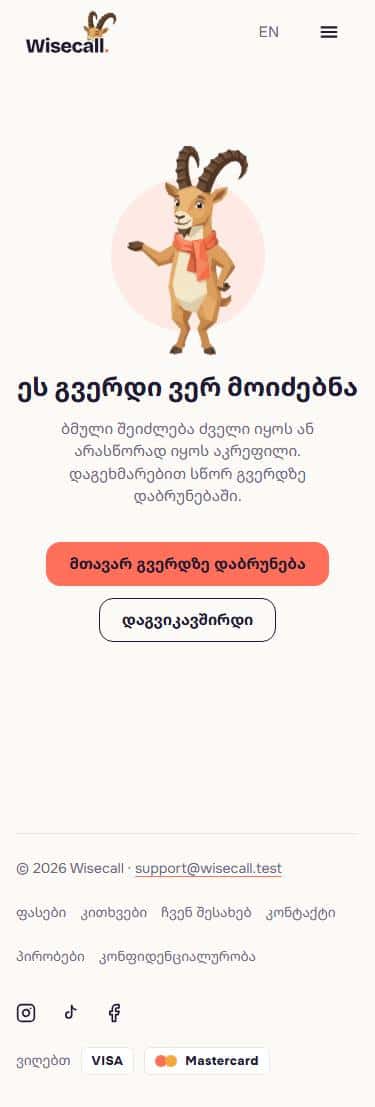 Wisecall.
EN
ეს გვერდი ვერ მოიძებნა
ბმული შეიძლება ძველი იყოს ან
არასწორად იყოს აკრეფილი.
დაგეხმარებით სწორ გვერდზე
დაბრუნებაში.
მთავარ გვერდზე დაბრუნება
დაგვიკავშირდი
© 2026 Wisecall · support@wisecall.test
ფასები კითხვები ჩვენ შესახებ კონტაქტი
პირობები კონფიდენციალურობა
ვიღებთ VISA Mastercard